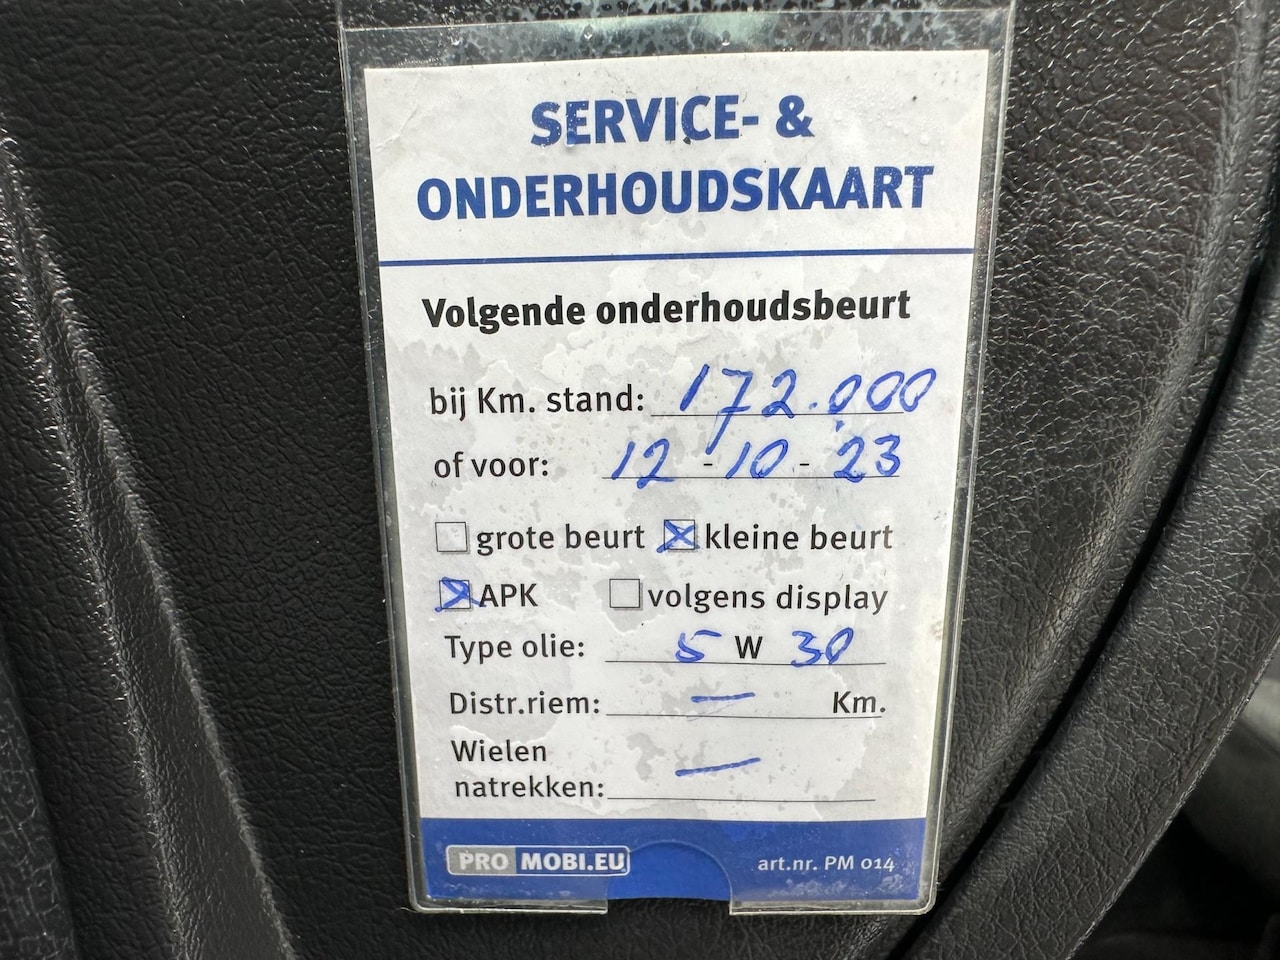 SERVICE- &
ONDERHOUDSKAART
Volgende onderhoudsbeurt
bij Km. stand: 172.000
of voor: 12-10-23
grote beurt kleine beurt
APK volgens display
Type olie: 5 W 30
Distr.riem: — Km.
Wielen
natrekken: —
PRO MOBI.EU art.nr. PM 014